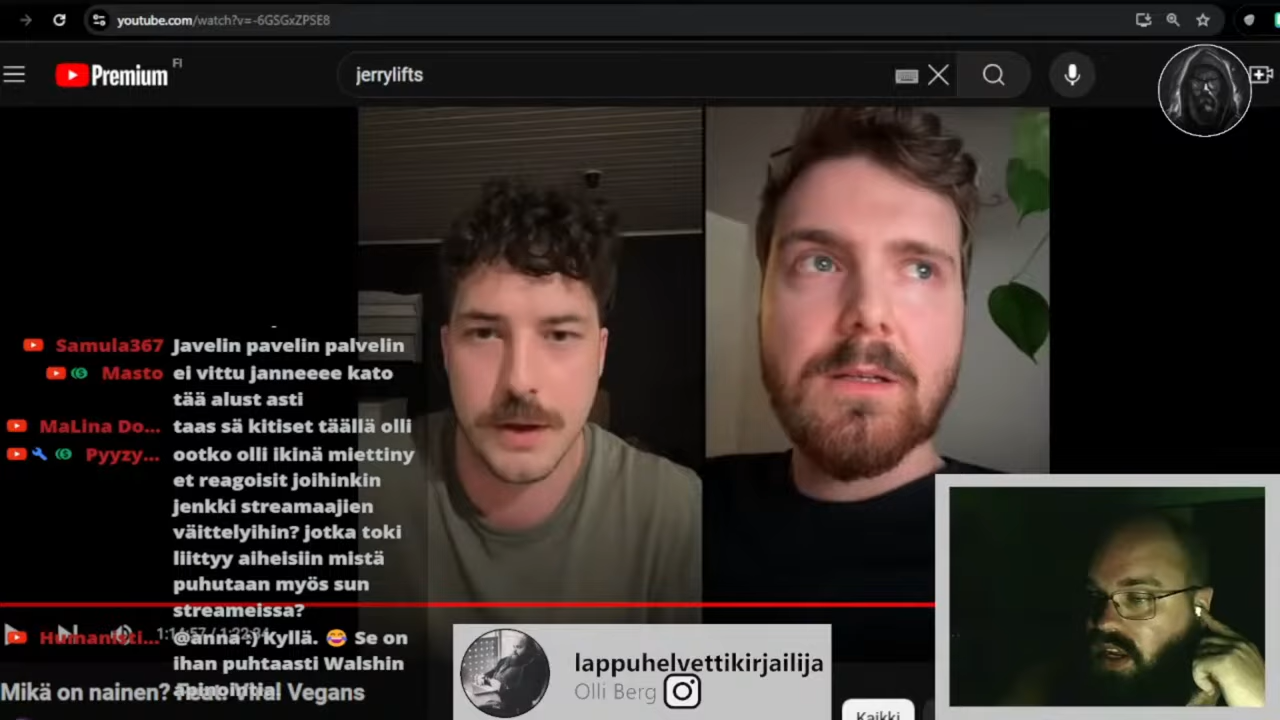 youtube.com/watch?v=-6GSGxZPSE8
Premium FI
jerrylifts
Samula367 Javelin pavelin palvelin
Masto ei vittu janneeee kato
tää alust asti
MaLina Do... taas sä kitiset täällä olli
Pyyzy... ootko olli ikinä miettiny
et reagoisit joihinkin
jenkki streamaajien
väittelyihin? jotka toki
liittyy aiheisiin mistä
puhutaan myös sun
streameissa?
@anna :) Kyllä. 😂 Se on
ihan puhtaasti Walshin
Mikä on nainen? Vegans
lappuhelvettikirjailija
Olli Berg
Kaikki